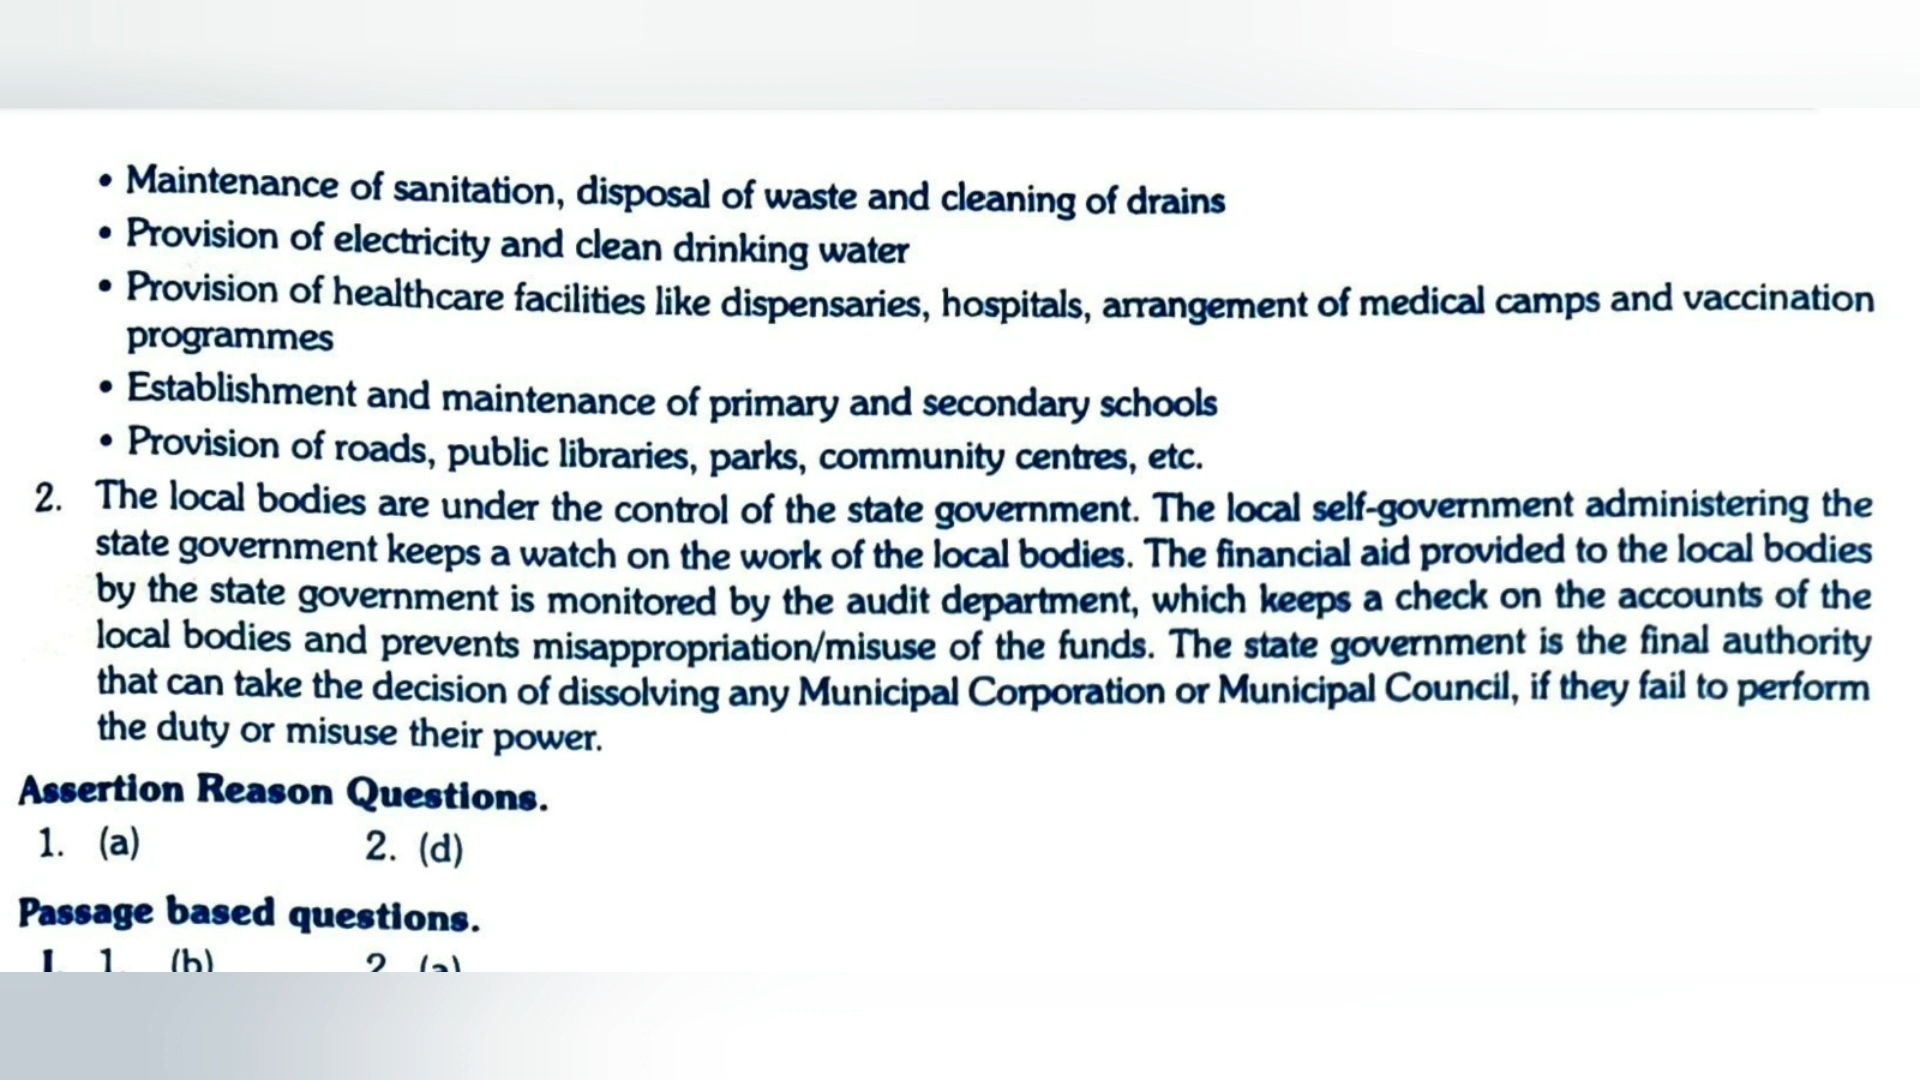 • Maintenance of sanitation, disposal of waste and cleaning of drains
• Provision of electricity and clean drinking water
• Provision of healthcare facilities like dispensaries, hospitals, arrangement of medical camps and vaccination
programmes
• Establishment and maintenance of primary and secondary schools
• Provision of roads, public libraries, parks, community centres, etc.
2. The local bodies are under the control of the state government. The local self-government administering the
state government keeps a watch on the work of the local bodies. The financial aid provided to the local bodies
by the state government is monitored by the audit department, which keeps a check on the accounts of the
local bodies and prevents misappropriation/misuse of the funds. The state government is the final authority
that can take the decision of dissolving any Municipal Corporation or Municipal Council, if they fail to perform
the duty or misuse their power.
Assertion Reason Questions.
1. (a) 2. (d)
Passage based questions.
I. 1. (b) 2. (a)